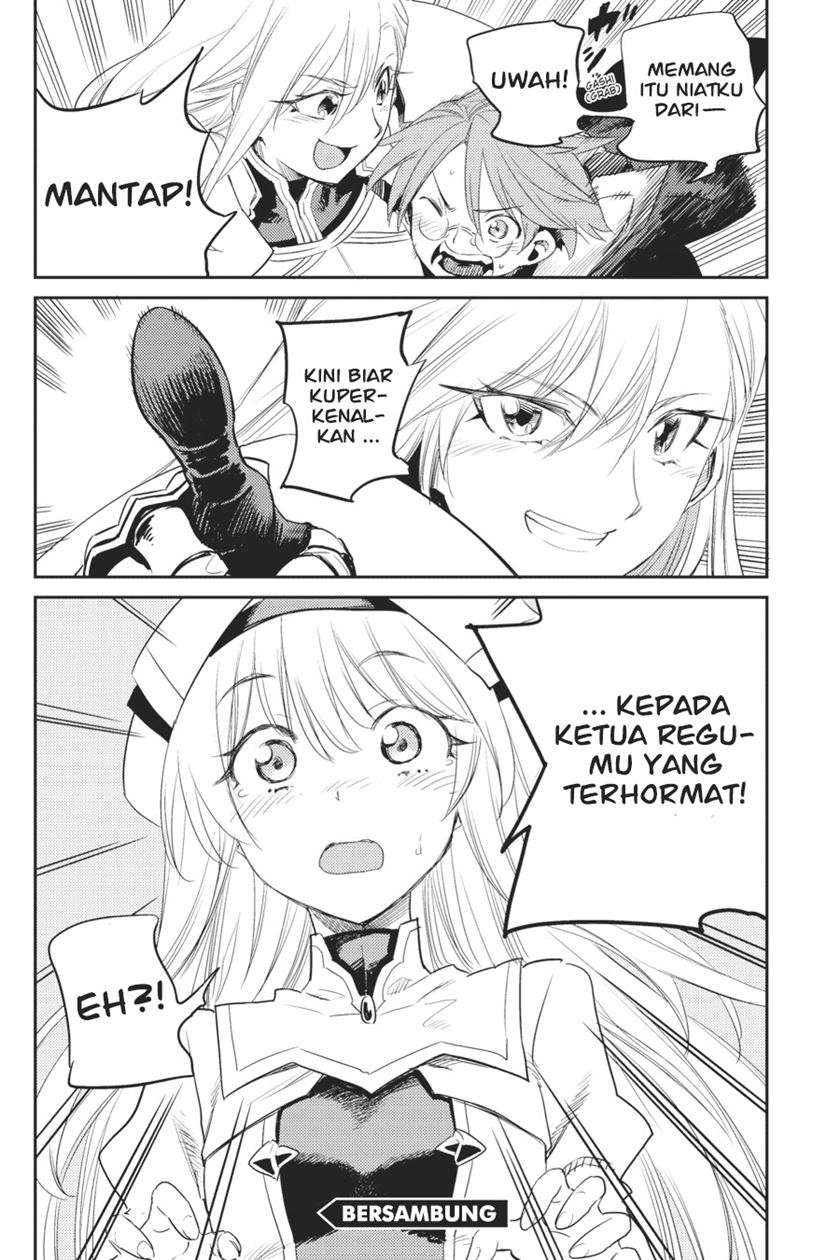 MEMANG
ITU NIATKU
DARI—
GASHI
(GRAB)
UWAH!
MANTAP!
KINI BIAR
KUPER-
KENAL-
KAN ...
... KEPADA
KETUA REGU-
MU YANG
TERHORMAT!
EH?!
BERSAMBUNG